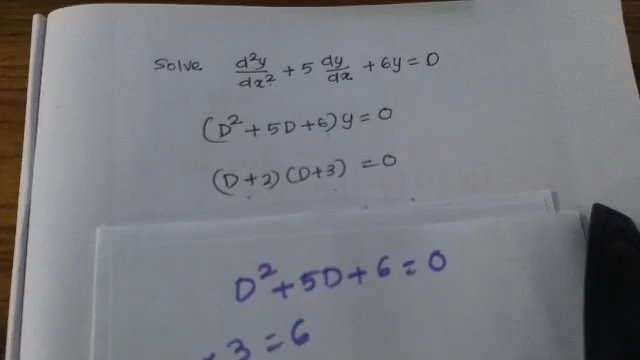 Solve d²y/dx² + 5 dy/dx + 6y = 0
(D² + 5D + 6) y = 0
(D + 2) (D + 3) = 0
D² + 5D + 6 = 0
3 = 6